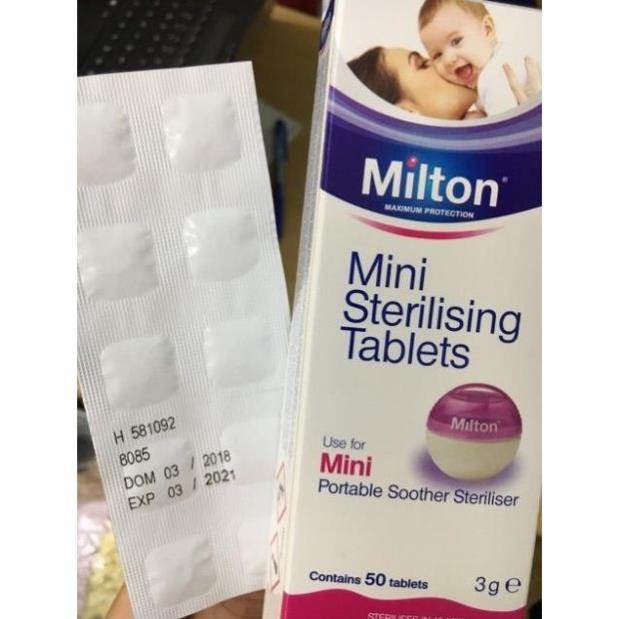 Milton®
MAXIMUM PROTECTION
Mini
Sterilising
Tablets
Milton
Use for
Mini
Portable Soother Steriliser
Contains 50 tablets
3g ℮
H 581092
8085
DOM 03 / 2018
EXP 03 / 2021